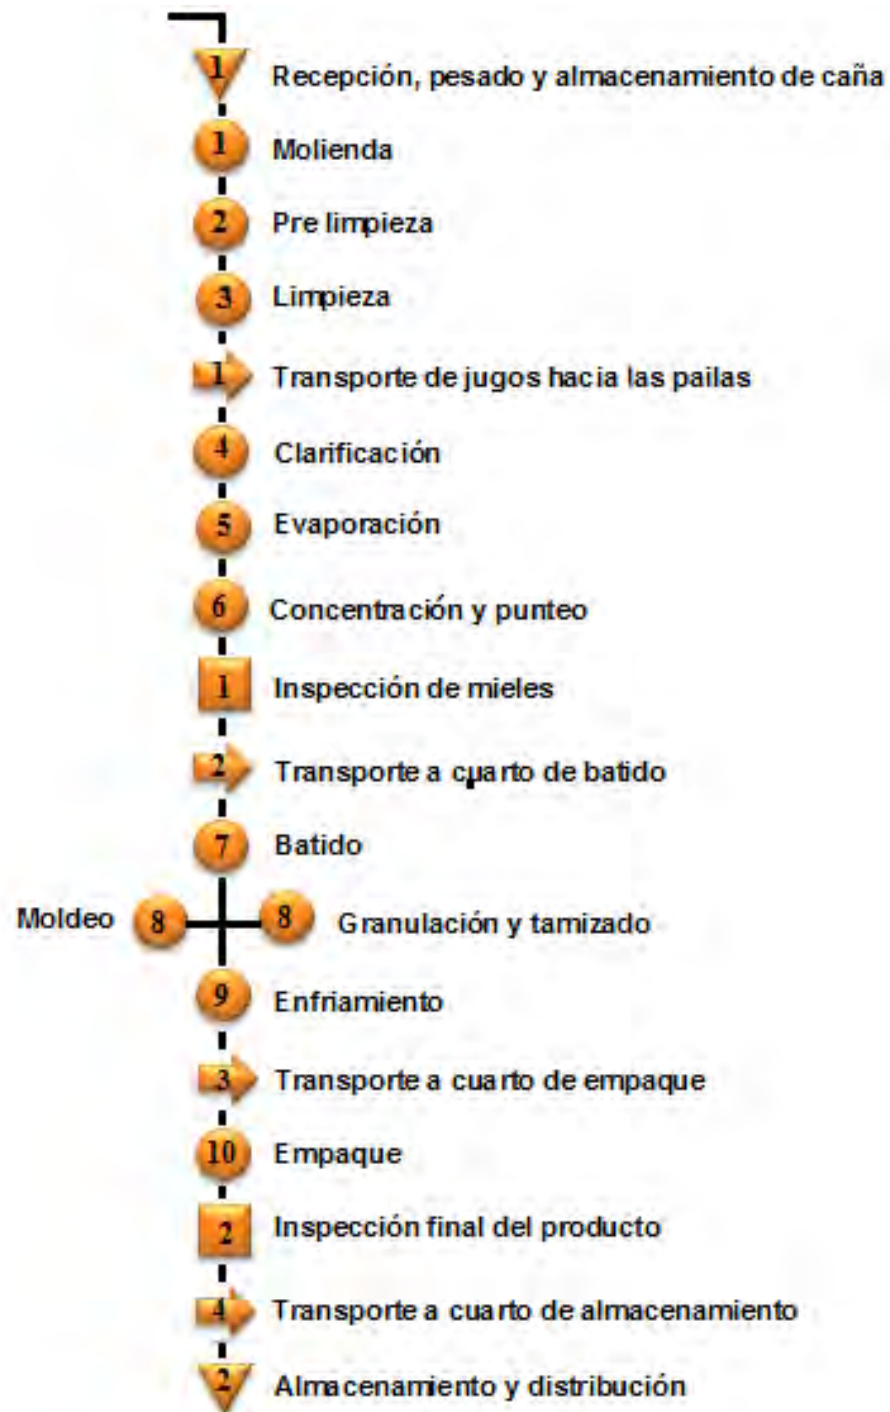 1 Recepción, pesado y almacenamiento de caña
1 Molienda
2 Pre limpieza
3 Limpieza
1 Transporte de jugos hacia las pailas
4 Clarificación
5 Evaporación
6 Concentración y punteo
1 Inspección de mieles
2 Transporte a cuarto de batido
7 Batido
Moldeo 8 8 Granulación y tamizado
9 Enfriamiento
3 Transporte a cuarto de empaque
10 Empaque
2 Inspección final del producto
4 Transporte a cuarto de almacenamiento
2 Almacenamiento y distribución